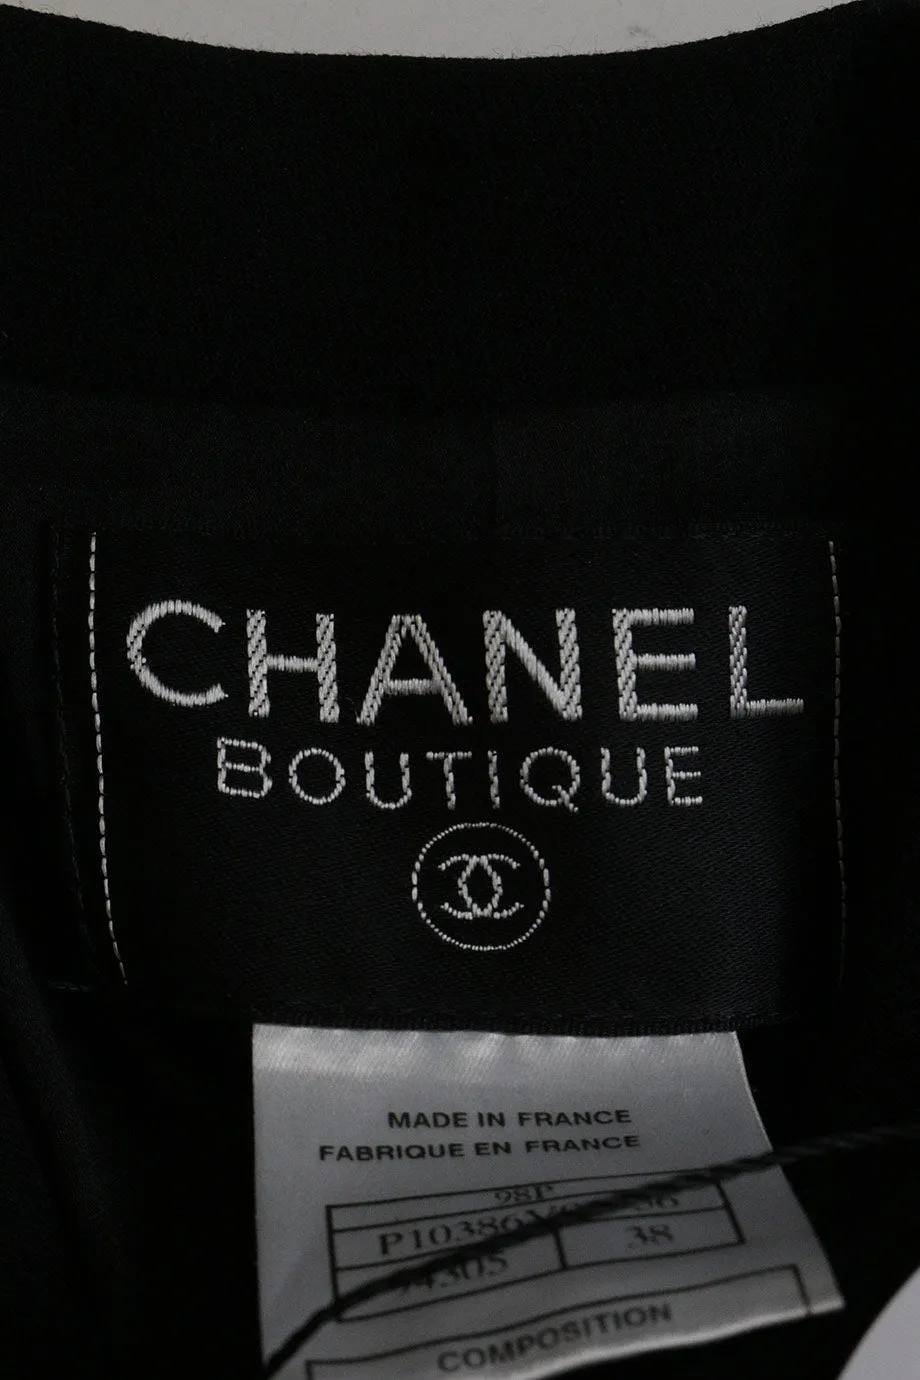 CHANEL
BOUTIQUE
MADE IN FRANCE
FABRIQUE EN FRANCE
98P
38
COMPOSITION